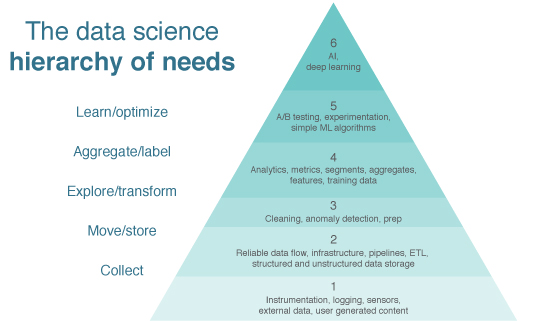 The data science
hierarchy of needs
Learn/optimize
Aggregate/label
Explore/transform
Move/store
Collect
6
AI,
deep learning
5
A/B testing, experimentation,
simple ML algorithms
4
Analytics, metrics, segments, aggregates,
features, training data
3
Cleaning, anomaly detection, prep
2
Reliable data flow, infrastructure, pipelines, ETL,
structured and unstructured data storage
1
Instrumentation, logging, sensors,
external data, user generated content